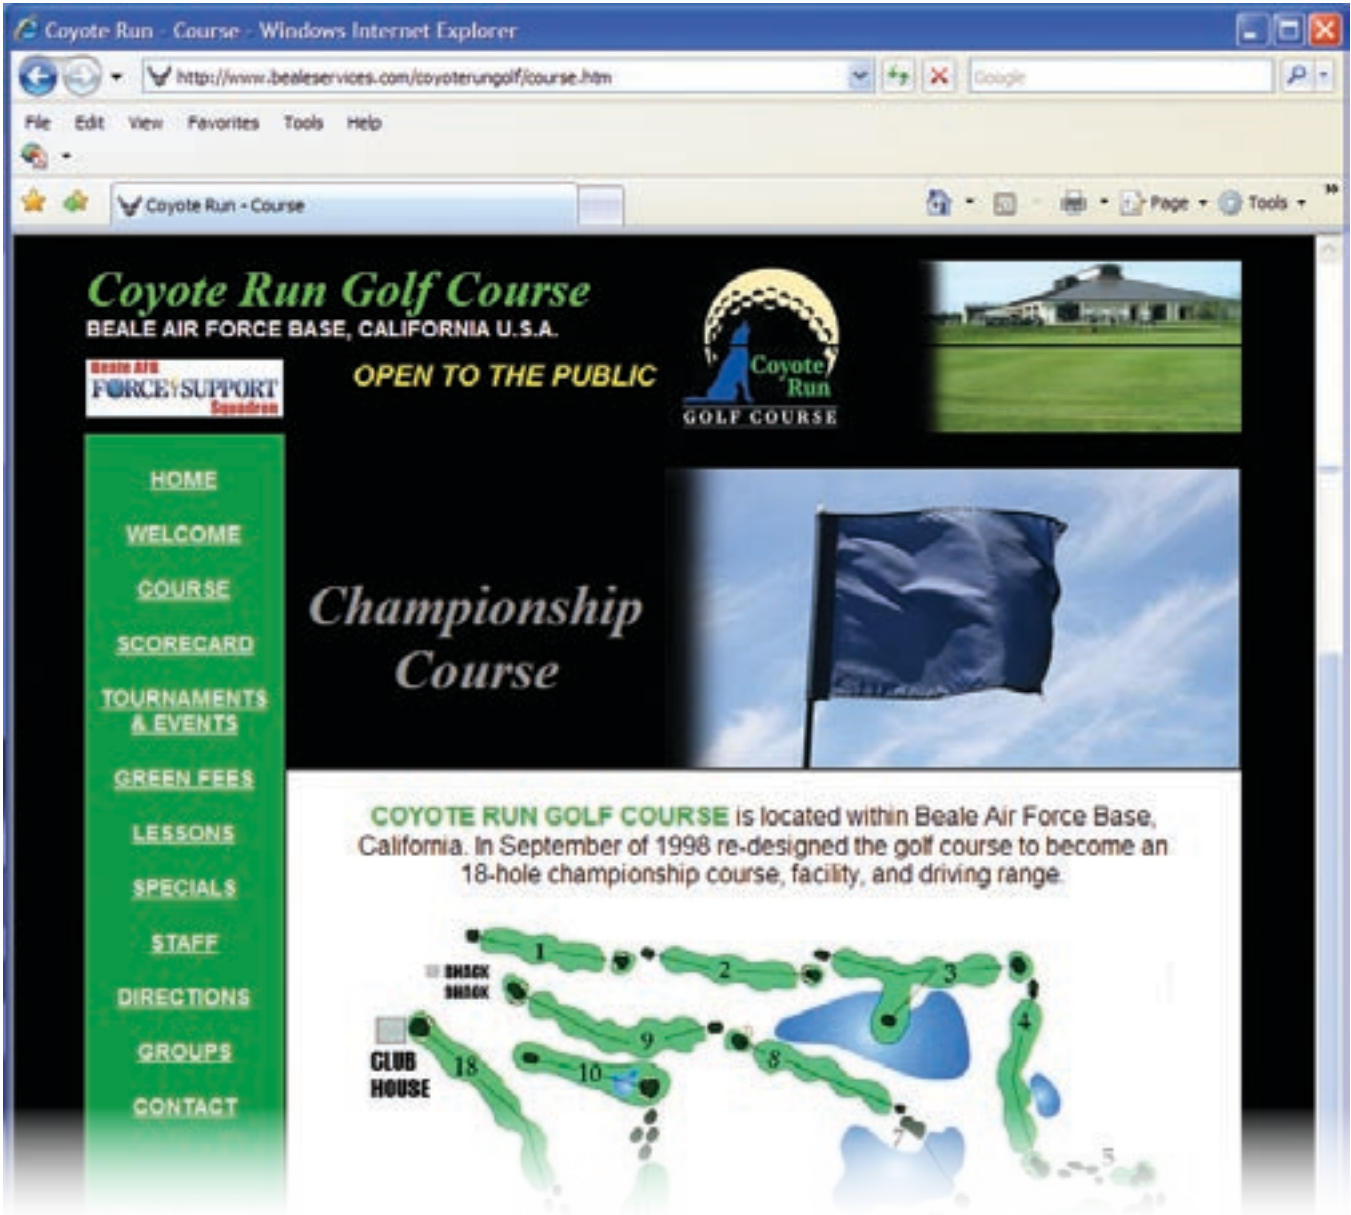 Coyote Run - Course - Windows Internet Explorer
http://www.bealeservices.com/coyoterungolf/course.htm
Google
File Edit View Favorites Tools Help
Coyote Run - Course
Page Tools
Coyote Run Golf Course
BEALE AIR FORCE BASE, CALIFORNIA U.S.A.
Beale AFB
FORCE SUPPORT
Squadron
OPEN TO THE PUBLIC
Coyote
Run
GOLF COURSE
HOME
WELCOME
COURSE
SCORECARD
TOURNAMENTS
& EVENTS
GREEN FEES
LESSONS
SPECIALS
STAFF
DIRECTIONS
GROUPS
CONTACT
Championship
Course
COYOTE RUN GOLF COURSE is located within Beale Air Force Base,
California. In September of 1998 re-designed the golf course to become an
18-hole championship course, facility, and driving range.
1
2
3
SHACK
SHACK
4
9
8
CLUB
HOUSE
18
10
7
5